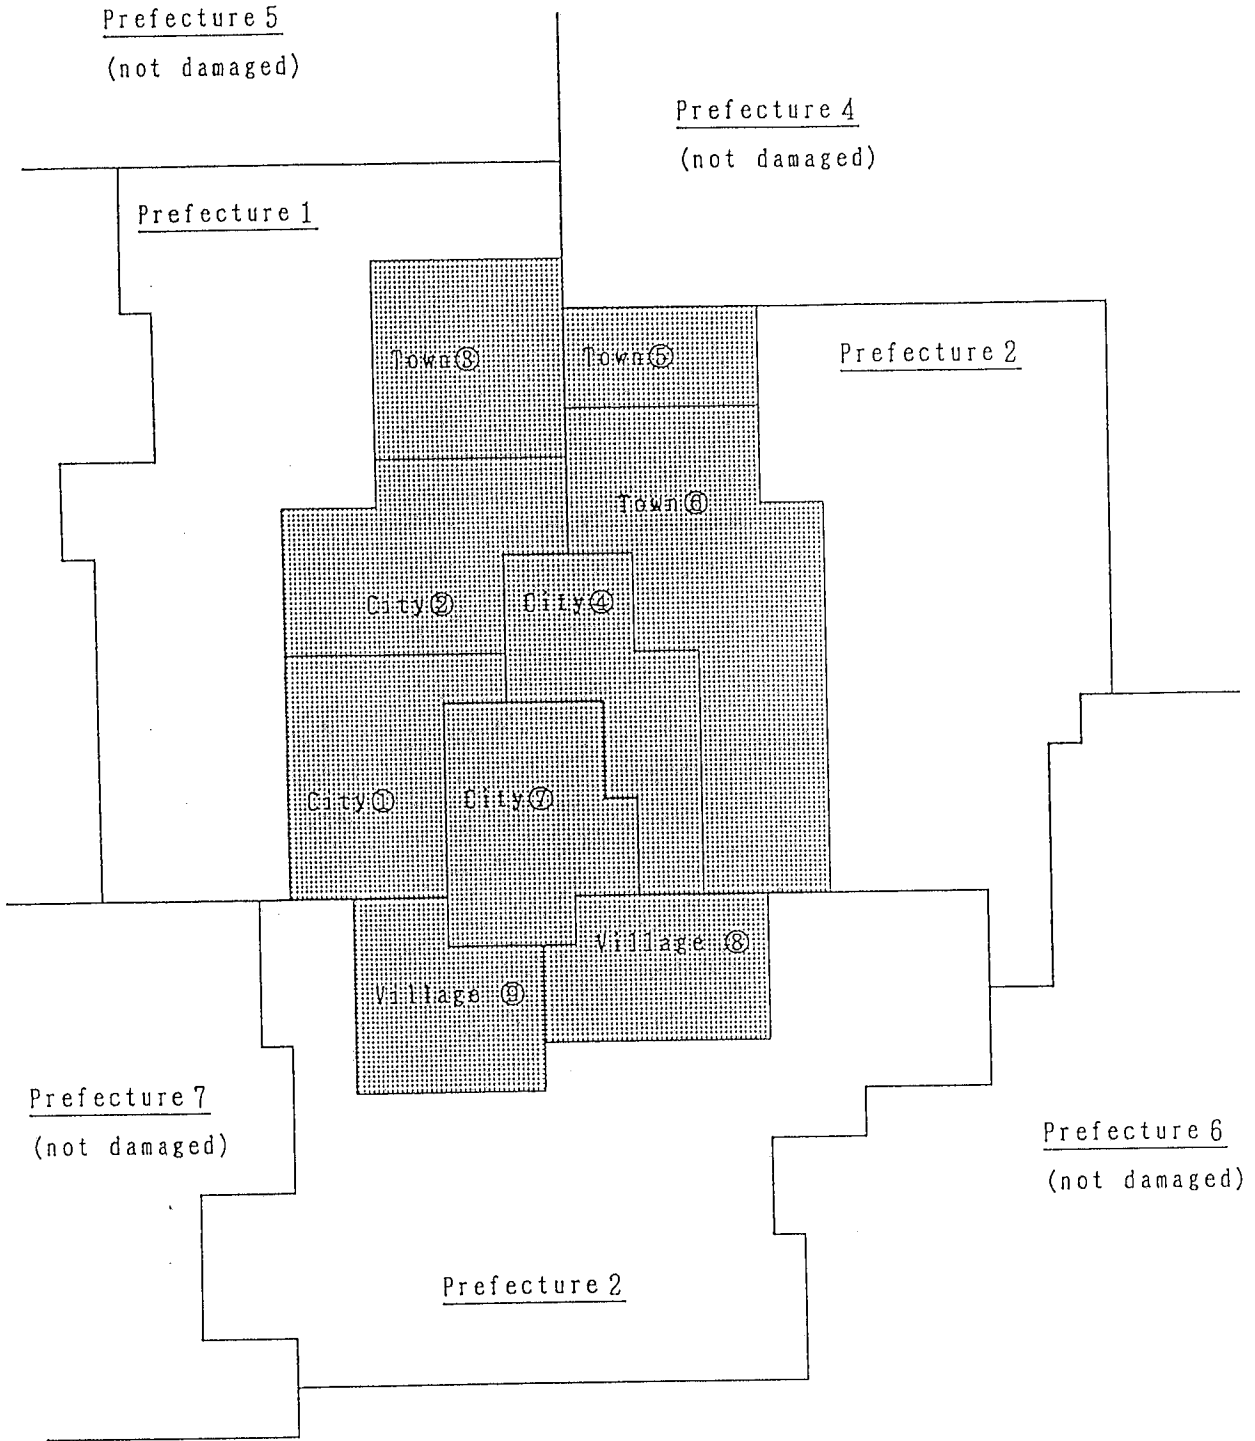 Prefecture 5
(not damaged)
Prefecture 4
(not damaged)
Prefecture 1
Town③
Town⑤
Prefecture 2
Town⑥
City②
City④
City①
City⑦
Village ⑧
Village ⑨
Prefecture 7
(not damaged)
Prefecture 6
(not damaged)
Prefecture 2